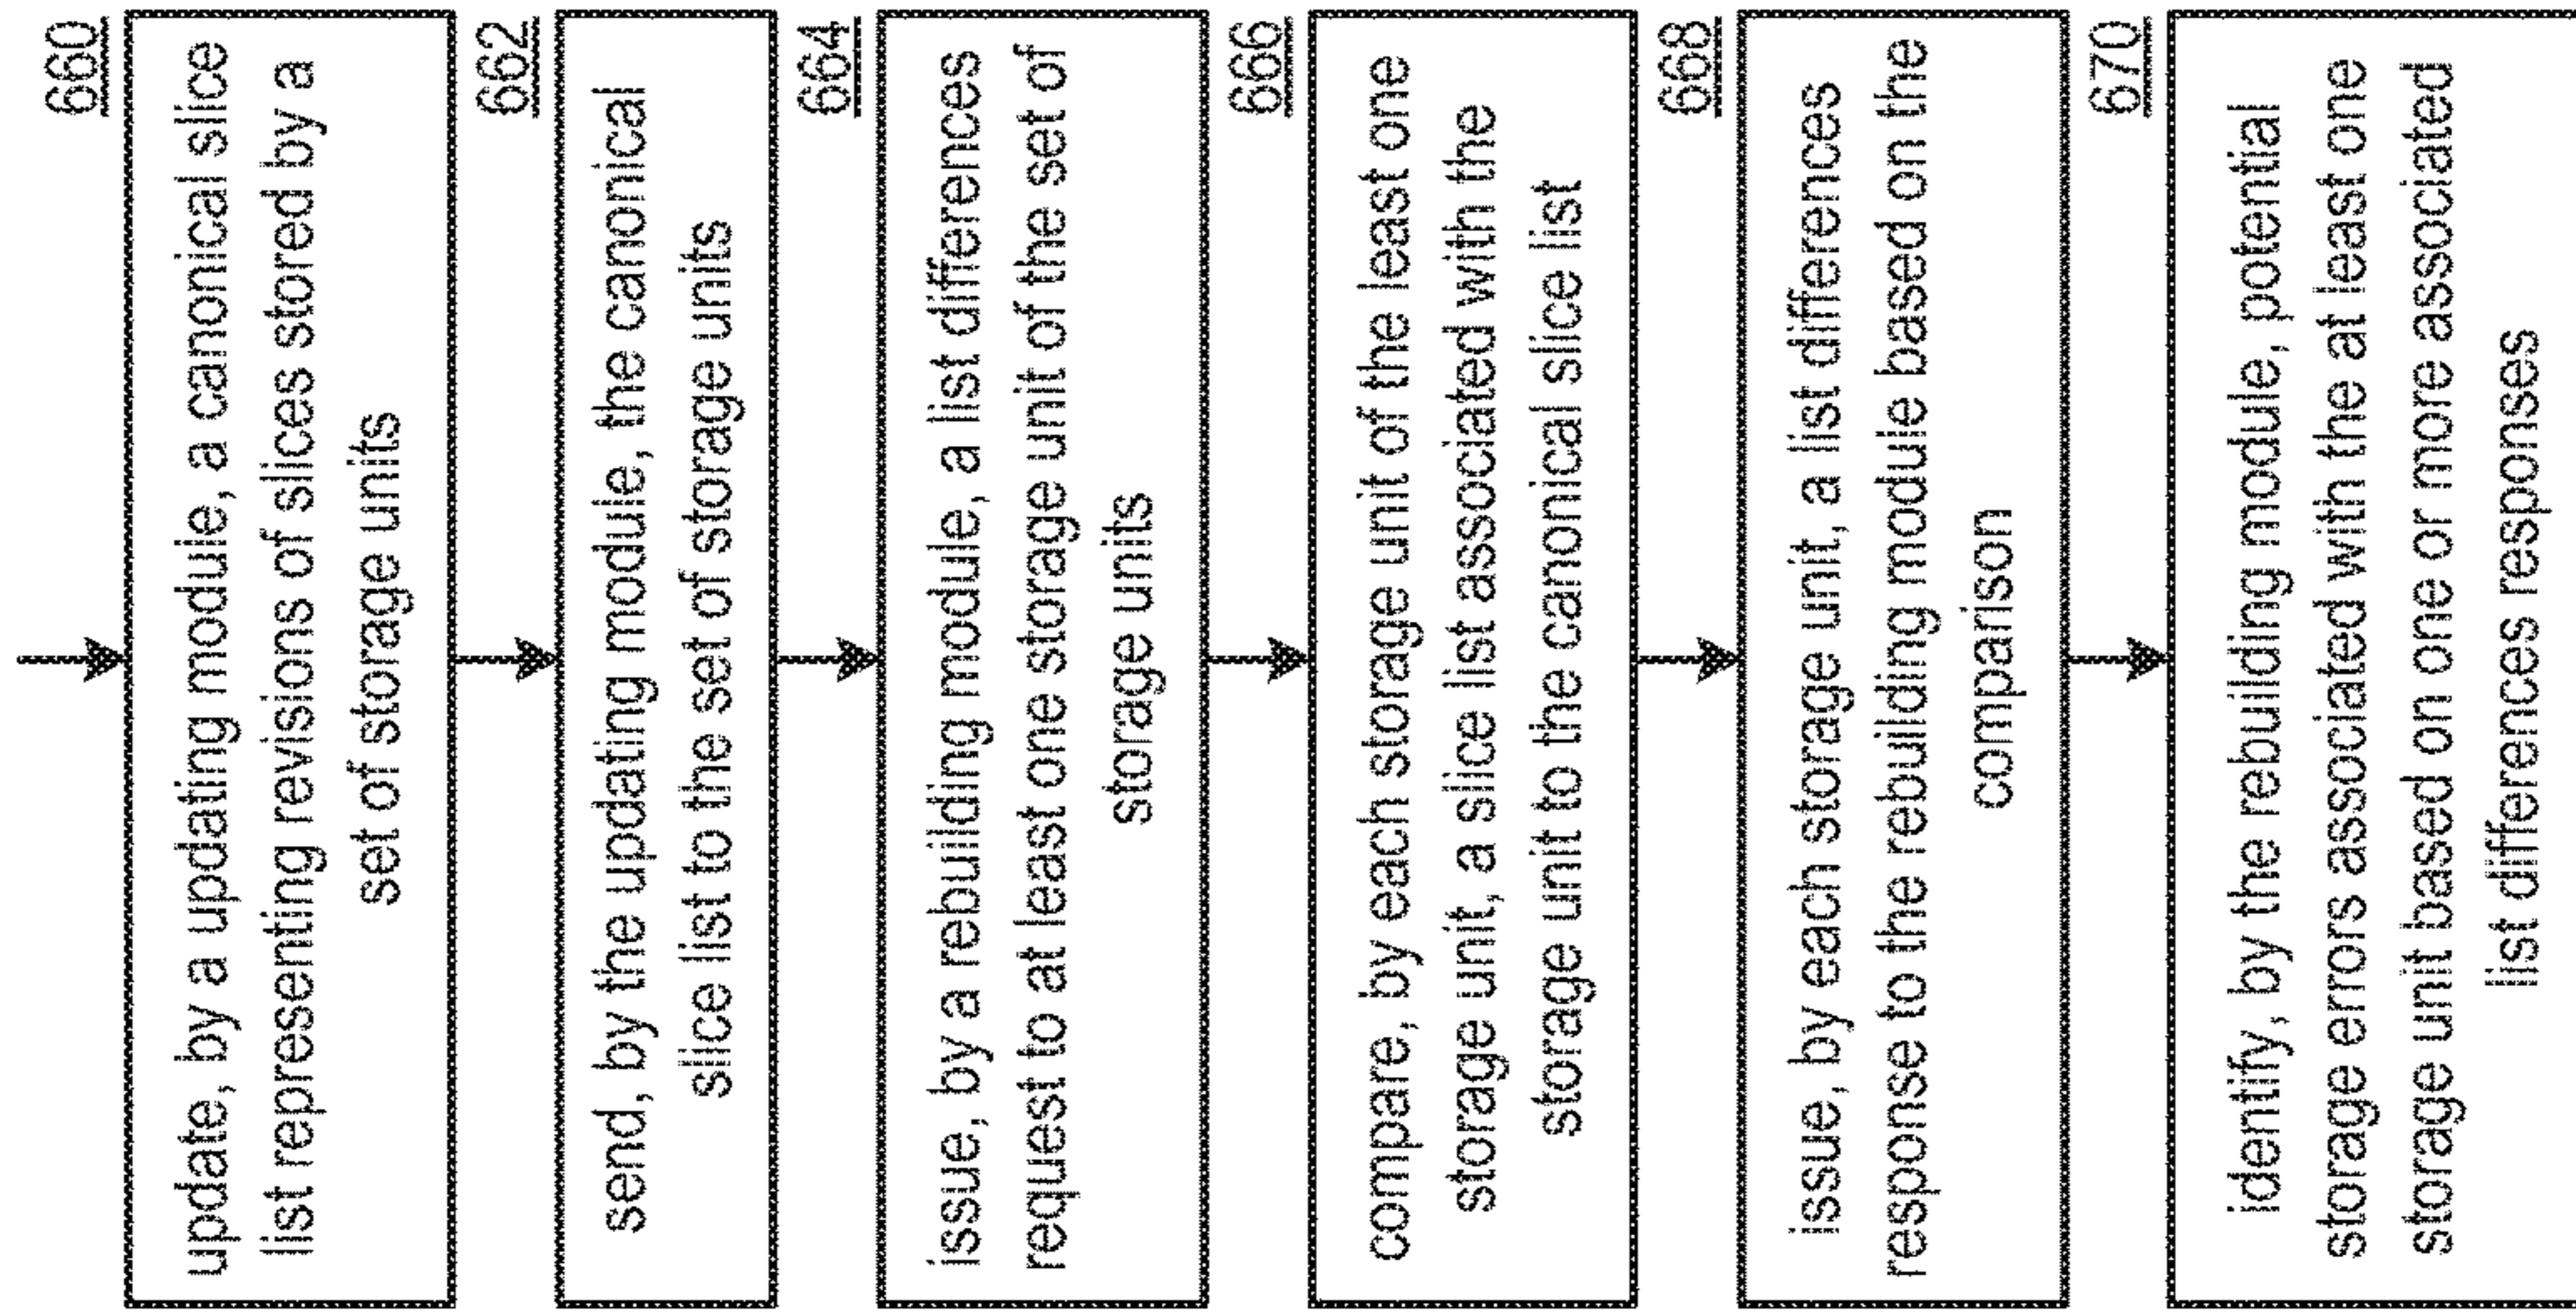 660
update, by a updating module, a canonical slice
list representing revisions of slices stored by a
set of storage units
662
send, by the updating module, the canonical
slice list to the set of storage units
664
issue, by a rebuilding module, a list differences
request to at least one storage unit of the set of
storage units
666
compare, by each storage unit of the least one
storage unit, a slice list associated with the
storage unit to the canonical slice list
668
issue, by each storage unit, a list differences
response to the rebuilding module based on the
comparison
670
identify, by the rebuilding module, potential
storage errors associated with the at least one
storage unit based on one or more associated
list differences responses